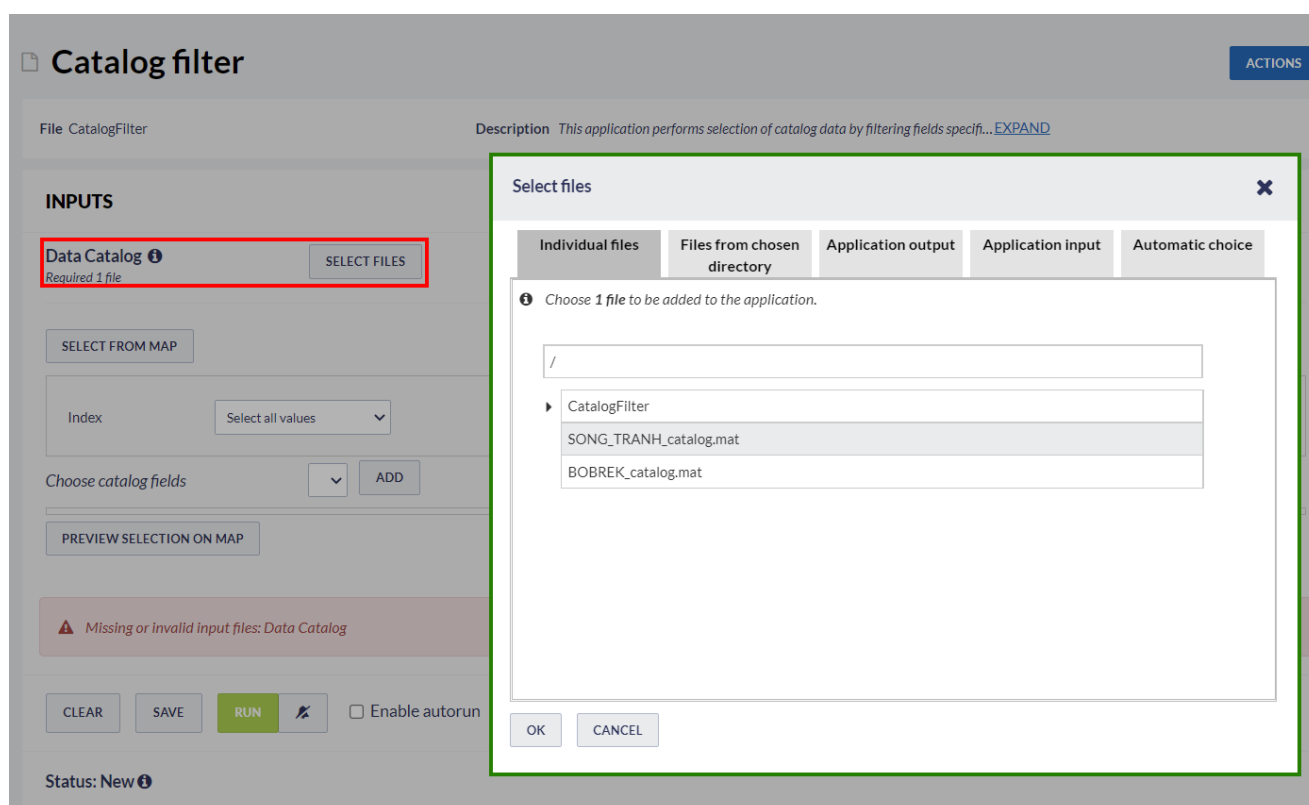 Catalog filter
ACTIONS
File CatalogFilter
Description This application performs selection of catalog data by filtering fields specifi...EXPAND
INPUTS
Data Catalog
SELECT FILES
Required 1 file
SELECT FROM MAP
Index
Select all values
Choose catalog fields
ADD
PREVIEW SELECTION ON MAP
Missing or invalid input files: Data Catalog
CLEAR
SAVE
RUN
Enable autorun
Status: New
Select files
Individual files
Files from chosen
directory
Application output
Application input
Automatic choice
Choose 1 file to be added to the application.
/
CatalogFilter
SONG_TRANH_catalog.mat
BOBREK_catalog.mat
OK
CANCEL